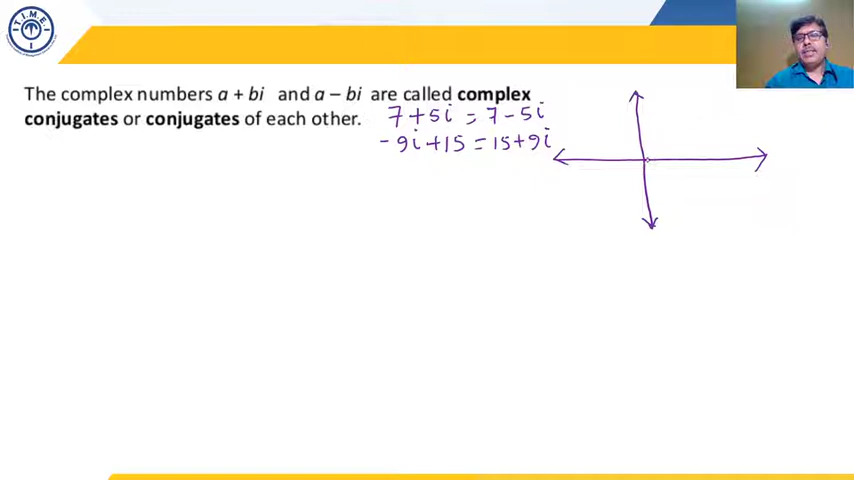 T.I.M.E.I
The complex numbers a + bi and a – bi are called complex
conjugates or conjugates of each other.
7+5i = 7-5i
-9i+15 = 15+9i